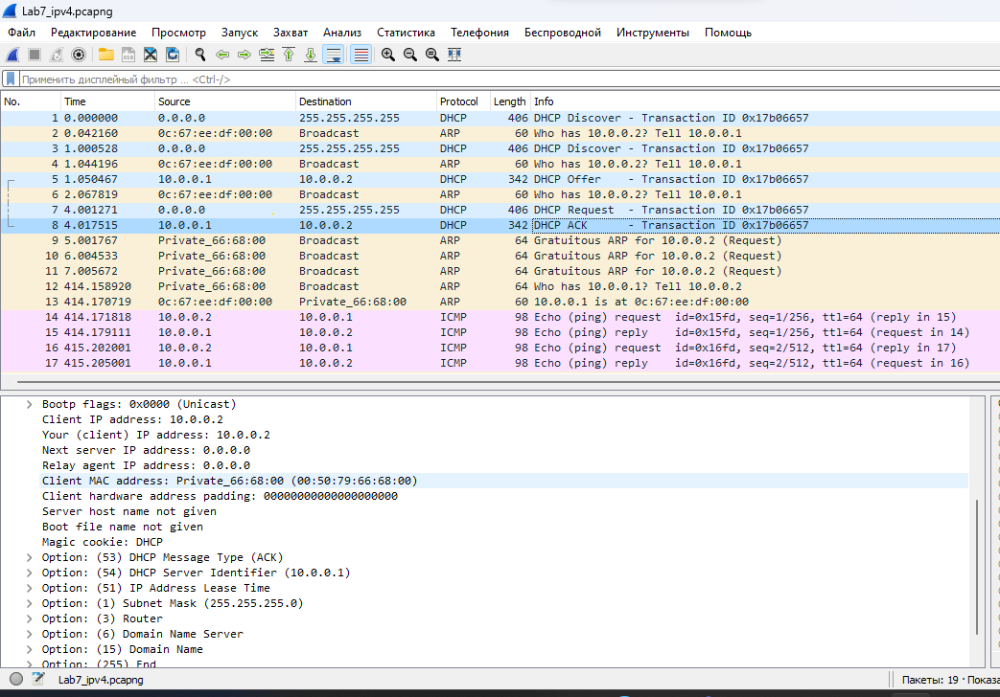 Lab7_ipv4.pcapng
Файл Редактирование Просмотр Запуск Захват Анализ Статистика Телефония Беспроводной Инструменты Помощь
Применить дисплейный фильтр ... <Ctrl-/>
No. Time Source Destination Protocol Length Info
1 0.000000 0.0.0.0 255.255.255.255 DHCP 406 DHCP Discover - Transaction ID 0x17b06657
2 0.042160 0c:67:ee:df:00:00 Broadcast ARP 60 Who has 10.0.0.2? Tell 10.0.0.1
3 1.000528 0.0.0.0 255.255.255.255 DHCP 406 DHCP Discover - Transaction ID 0x17b06657
4 1.044196 0c:67:ee:df:00:00 Broadcast ARP 60 Who has 10.0.0.2? Tell 10.0.0.1
5 1.050467 10.0.0.1 10.0.0.2 DHCP 342 DHCP Offer - Transaction ID 0x17b06657
6 2.067819 0c:67:ee:df:00:00 Broadcast ARP 60 Who has 10.0.0.2? Tell 10.0.0.1
7 4.001271 0.0.0.0 255.255.255.255 DHCP 406 DHCP Request - Transaction ID 0x17b06657
8 4.017515 10.0.0.1 10.0.0.2 DHCP 342 DHCP ACK - Transaction ID 0x17b06657
9 5.001767 Private_66:68:00 Broadcast ARP 64 Gratuitous ARP for 10.0.0.2 (Request)
10 6.004533 Private_66:68:00 Broadcast ARP 64 Gratuitous ARP for 10.0.0.2 (Request)
11 7.005672 Private_66:68:00 Broadcast ARP 64 Gratuitous ARP for 10.0.0.2 (Request)
12 414.158920 Private_66:68:00 Broadcast ARP 64 Who has 10.0.0.1? Tell 10.0.0.2
13 414.170719 0c:67:ee:df:00:00 Private_66:68:00 ARP 60 10.0.0.1 is at 0c:67:ee:df:00:00
14 414.171818 10.0.0.2 10.0.0.1 ICMP 98 Echo (ping) request id=0x15fd, seq=1/256, ttl=64 (reply in 15)
15 414.179111 10.0.0.1 10.0.0.2 ICMP 98 Echo (ping) reply id=0x15fd, seq=1/256, ttl=64 (request in 14)
16 415.202001 10.0.0.2 10.0.0.1 ICMP 98 Echo (ping) request id=0x16fd, seq=2/512, ttl=64 (reply in 17)
17 415.205001 10.0.0.1 10.0.0.2 ICMP 98 Echo (ping) reply id=0x16fd, seq=2/512, ttl=64 (request in 16)
Bootp flags: 0x0000 (Unicast)
Client IP address: 10.0.0.2
Your (client) IP address: 10.0.0.2
Next server IP address: 0.0.0.0
Relay agent IP address: 0.0.0.0
Client MAC address: Private_66:68:00 (00:50:79:66:68:00)
Client hardware address padding: 00000000000000000000
Server host name not given
Boot file name not given
Magic cookie: DHCP
Option: (53) DHCP Message Type (ACK)
Option: (54) DHCP Server Identifier (10.0.0.1)
Option: (51) IP Address Lease Time
Option: (1) Subnet Mask (255.255.255.0)
Option: (3) Router
Option: (6) Domain Name Server
Option: (15) Domain Name
Option: (255) End
Lab7_ipv4.pcapng Пакеты: 19 · Показа